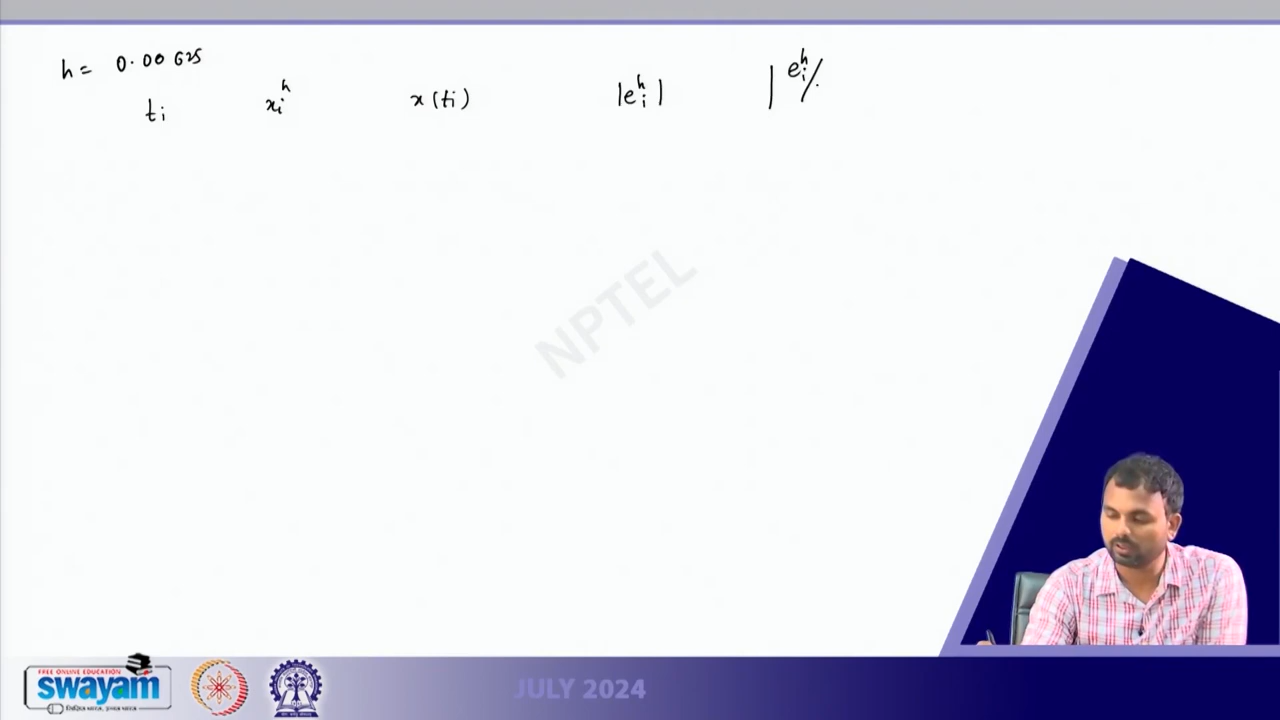 h = 0.00625
tᵢ xᵢʰ x(tᵢ) |eᵢʰ| |eᵢʰ/
NPTEL
FREE ONLINE EDUCATION
swayam
JULY 2024